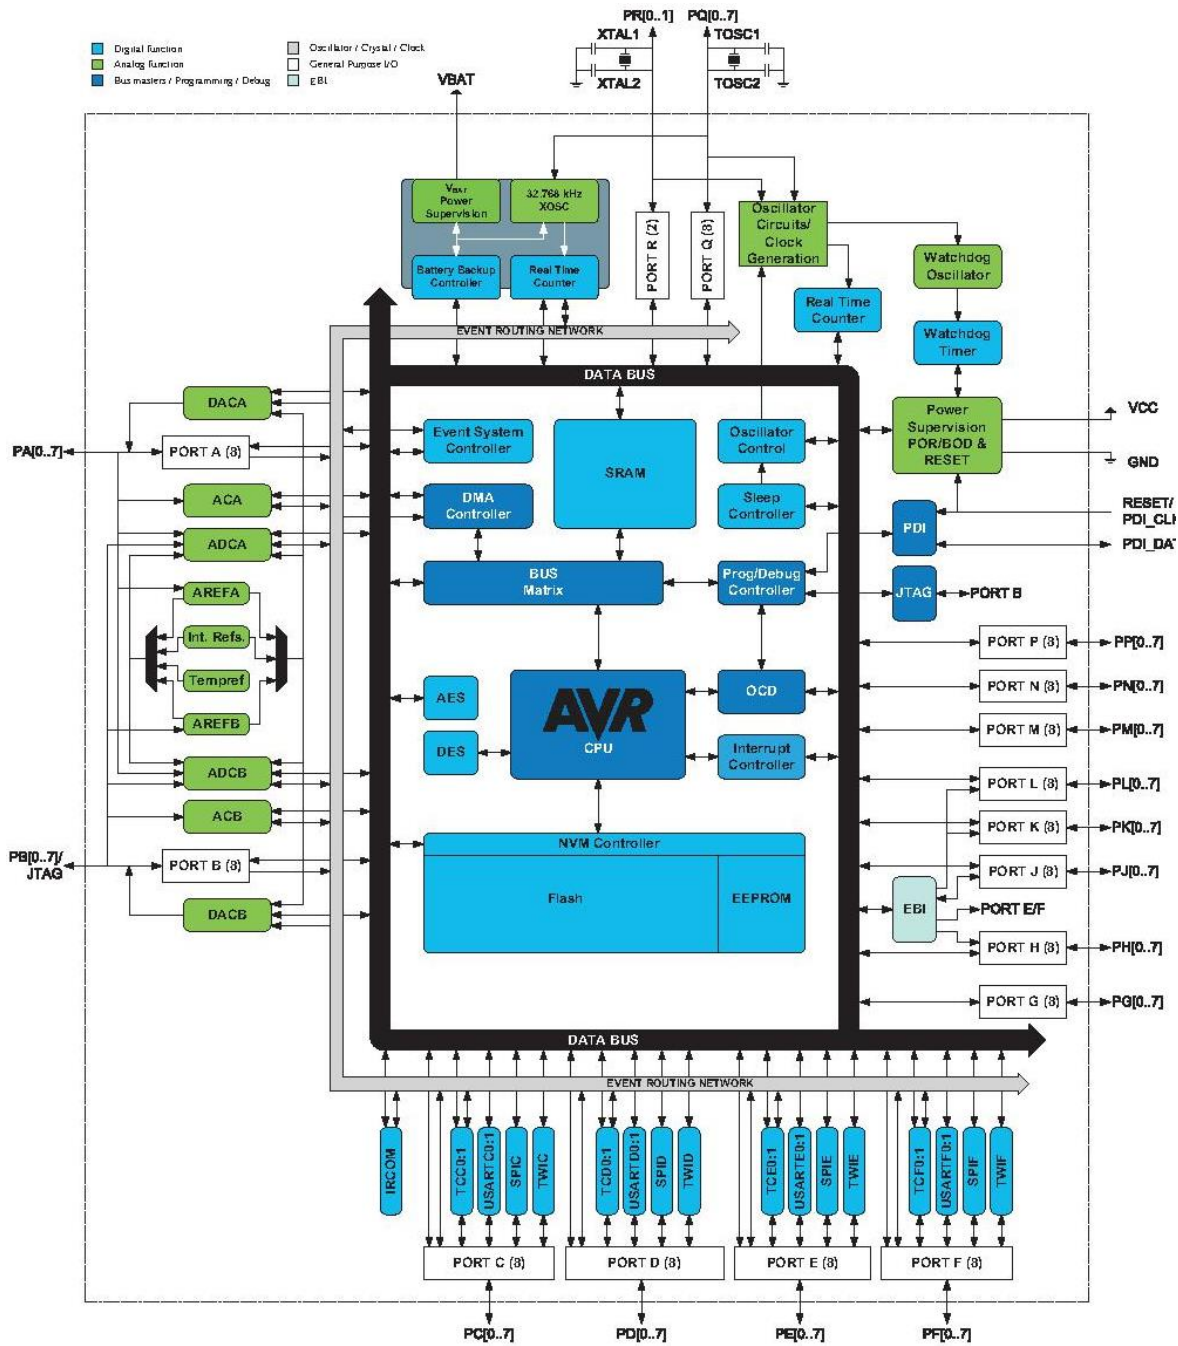 PR[0..1]
PQ[0..7]
XTAL1
TOSC1
XTAL2
TOSC2
Digital function
Analog function
Bus masters / Programming / Debug
Oscillator / Crystal / Clock
General Purpose I/O
EBI
VBAT
VBAT
Power
Supervision
32.768 kHz
XOSC
Battery Backup
Controller
Real Time
Counter
PORT R (2)
PORT Q (8)
Oscillator
Circuits/
Clock
Generation
Watchdog
Oscillator
Real Time
Counter
Watchdog
Timer
EVENT ROUTING NETWORK
DATA BUS
DACA
PA[0..7]
PORT A (8)
ACA
ADCA
AREFA
Int. Refs.
Tempref
AREFB
ADCB
ACB
PB[0..7]/
JTAG
PORT B (8)
DACB
Event System
Controller
DMA
Controller
SRAM
Oscillator
Control
Sleep
Controller
BUS
Matrix
Prog/Debug
Controller
AES
DES
AVR
CPU
OCD
Interrupt
Controller
NVM Controller
Flash
EEPROM
Power
Supervision
POR/BOD &
RESET
VCC
GND
RESET/
PDI_CLK
PDI
PDI_DAT
JTAG
PORT B
PORT P (8)
PP[0..7]
PORT N (8)
PN[0..7]
PORT M (8)
PM[0..7]
PORT L (8)
PL[0..7]
PORT K (8)
PK[0..7]
PORT J (8)
PJ[0..7]
EBI
PORT E/F
PORT H (8)
PH[0..7]
PORT G (8)
PG[0..7]
DATA BUS
EVENT ROUTING NETWORK
IRCOM
TCC0:1
USARTC0:1
SPIC
TWIC
TCD0:1
USARTD0:1
SPID
TWID
TCE0:1
USARTE0:1
SPIE
TWIE
TCF0:1
USARTF0:1
SPIF
TWIF
PORT C (8)
PORT D (8)
PORT E (8)
PORT F (8)
PC[0..7]
PD[0..7]
PE[0..7]
PF[0..7]